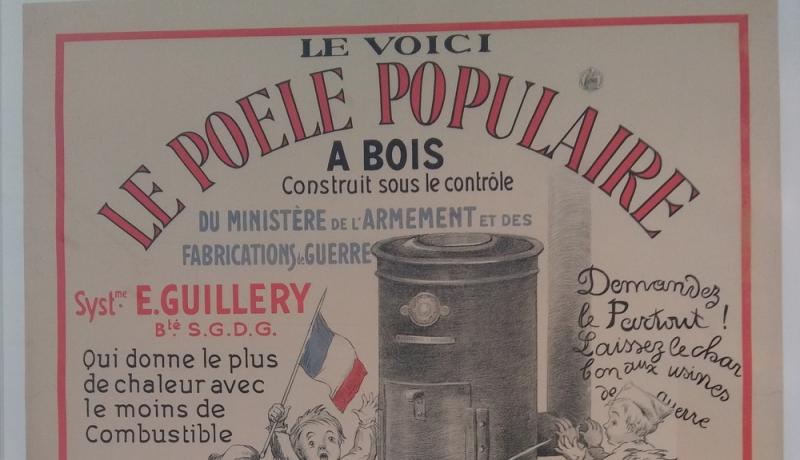 LE VOICI
LE POELE POPULAIRE
A BOIS
Construit sous le contrôle
DU MINISTÈRE DE L'ARMEMENT ET DES
FABRICATIONS de GUERRE
Syst.me E. GUILLERY
Bté S.G.D.G.
Qui donne le plus
de chaleur avec
le moins de
Combustible
Demandez
le Partout !
Laissez le char
bon aux usines
de guerre